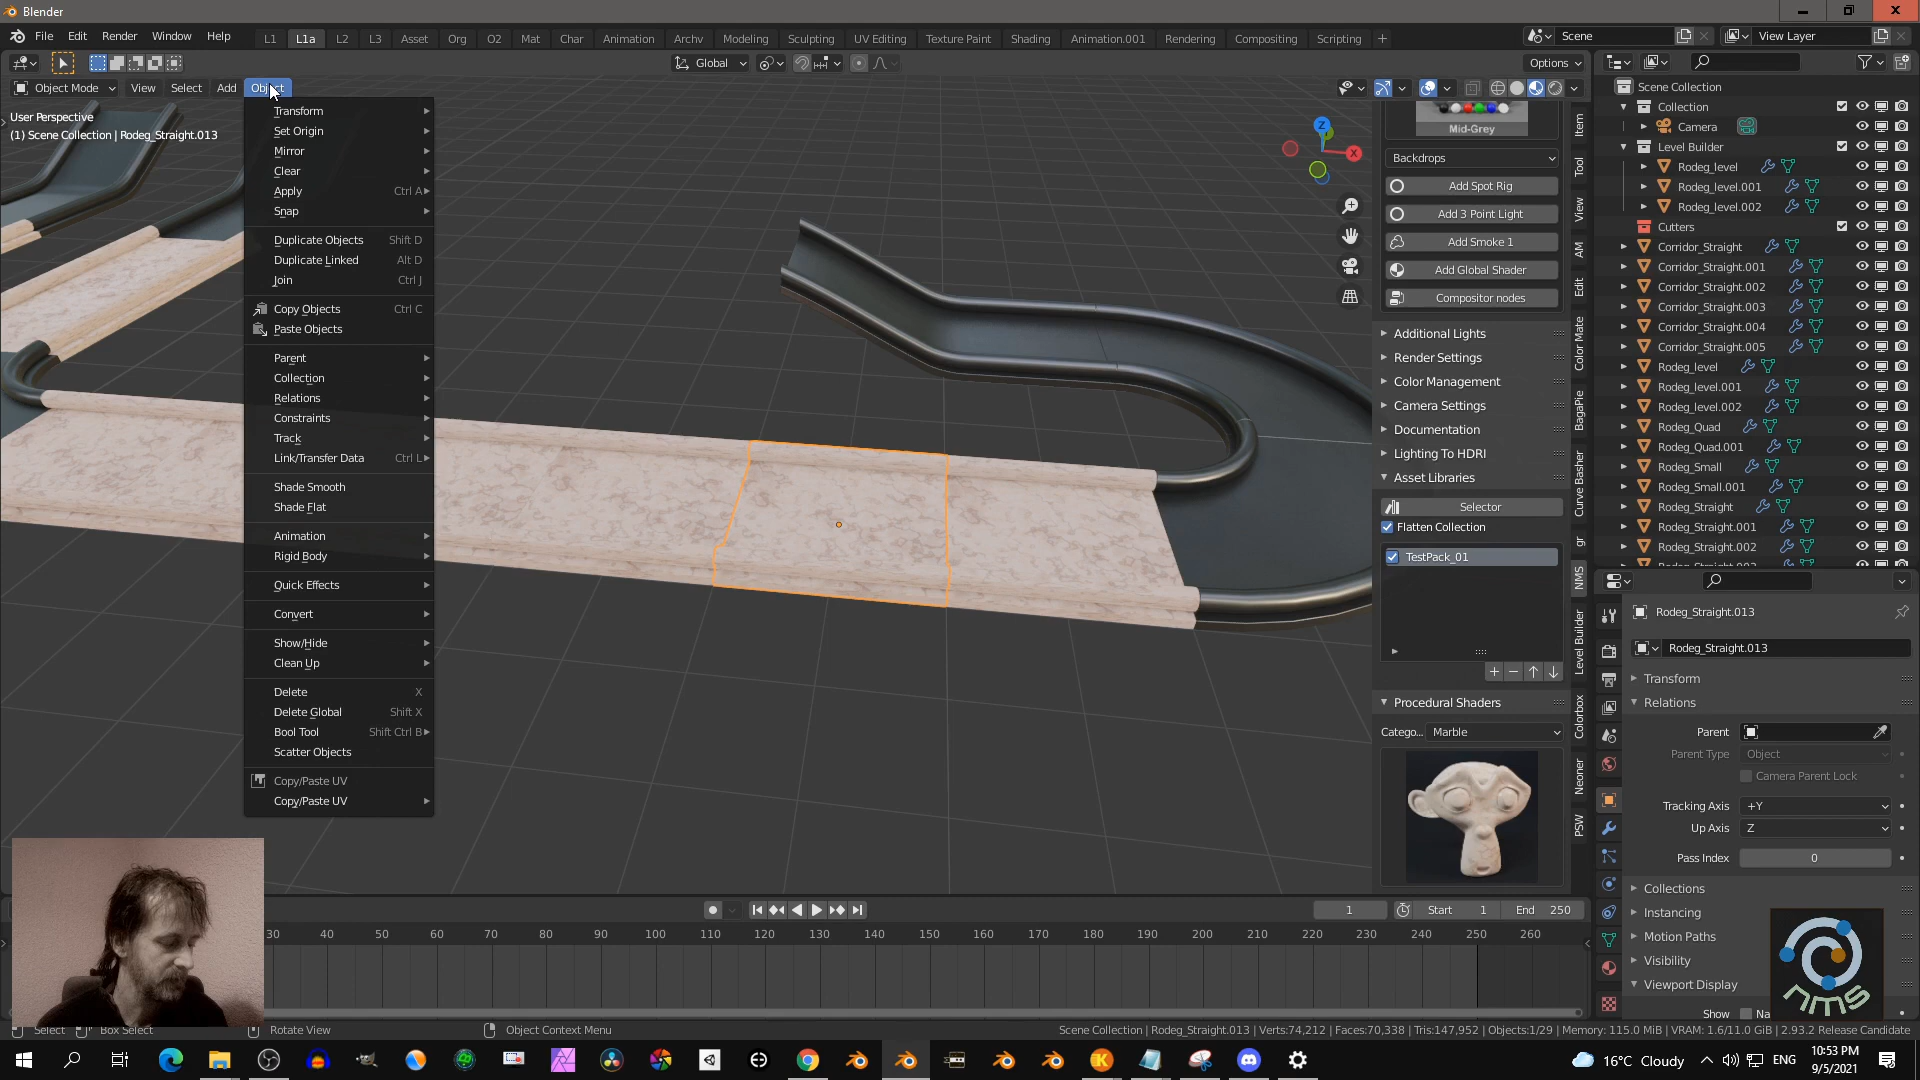 Blender
File Edit Render Window Help L1 L1a L2 L3 Asset Org O2 Mat Char Animation Archv Modeling Sculpting UV Editing Texture Paint Shading Animation.001 Rendering Compositing Scripting + Scene View Layer
Global Options
Object Mode View Select Add Object
User Perspective
(1) Scene Collection | Rodeg_Straight.013
Transform
Set Origin
Mirror
Clear
Apply Ctrl A
Snap
Duplicate Objects Shift D
Duplicate Linked Alt D
Join Ctrl J
Copy Objects Ctrl C
Paste Objects
Parent
Collection
Relations
Constraints
Track
Link/Transfer Data Ctrl L
Shade Smooth
Shade Flat
Animation
Rigid Body
Quick Effects
Convert
Show/Hide
Clean Up
Delete X
Delete Global Shift X
Bool Tool Shift Ctrl B
Scatter Objects
Copy/Paste UV
Copy/Paste UV
Z
X
Mid-Grey
Backdrops
Add Spot Rig
Add 3 Point Light
Add Smoke 1
Add Global Shader
Compositor nodes
Additional Lights
Render Settings
Color Management
Camera Settings
Documentation
Lighting To HDRI
Asset Libraries
Selector
Flatten Collection
TestPack_01
Procedural Shaders
Catego... Marble
Item
Tool
View
AM
Edit
Color Mate
BagaPie
Curve Basher
gr
NMS
Level Builder
Colorbox
Neoner
PSW
Scene Collection
Collection
Camera
Level Builder
Rodeg_level
Rodeg_level.001
Rodeg_level.002
Cutters
Corridor_Straight
Corridor_Straight.001
Corridor_Straight.002
Corridor_Straight.003
Corridor_Straight.004
Corridor_Straight.005
Rodeg_level
Rodeg_level.001
Rodeg_level.002
Rodeg_Quad
Rodeg_Quad.001
Rodeg_Small
Rodeg_Small.001
Rodeg_Straight
Rodeg_Straight.001
Rodeg_Straight.002
Rodeg_Straight.013
Rodeg_Straight.013
Transform
Relations
Parent
Parent Type Object
Camera Parent Lock
Tracking Axis +Y
Up Axis Z
Pass Index 0
Collections
Instancing
Motion Paths
Visibility
Viewport Display
Show Na
nms
1 Start 1 End 250
30 40 50 60 70 80 90 100 110 120 130 140 150 160 170 180 190 200 210 220 230 240 250 260
Select Box Select Rotate View Object Context Menu Scene Collection | Rodeg_Straight.013 | Verts:74,212 | Faces:70,338 | Tris:147,952 | Objects:1/29 | Memory: 115.0 MiB | VRAM: 1.6/11.0 GiB | 2.93.2 Release Candidate
16°C Cloudy ENG 10:53 PM
9/5/2021